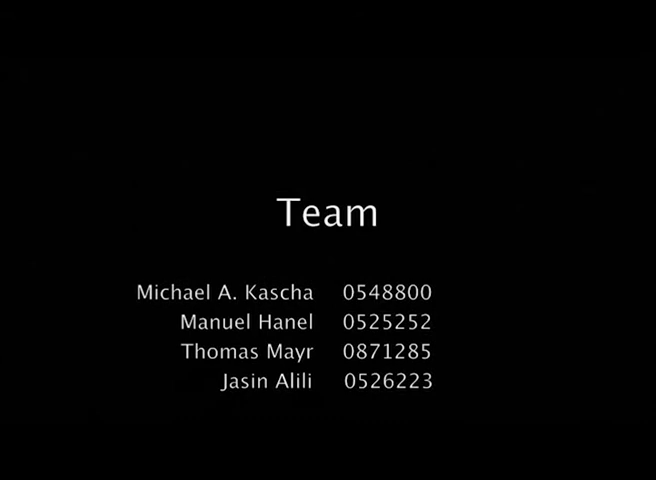 Team
Michael A. Kascha 0548800
Manuel Hanel 0525252
Thomas Mayr 0871285
Jasin Alili 0526223